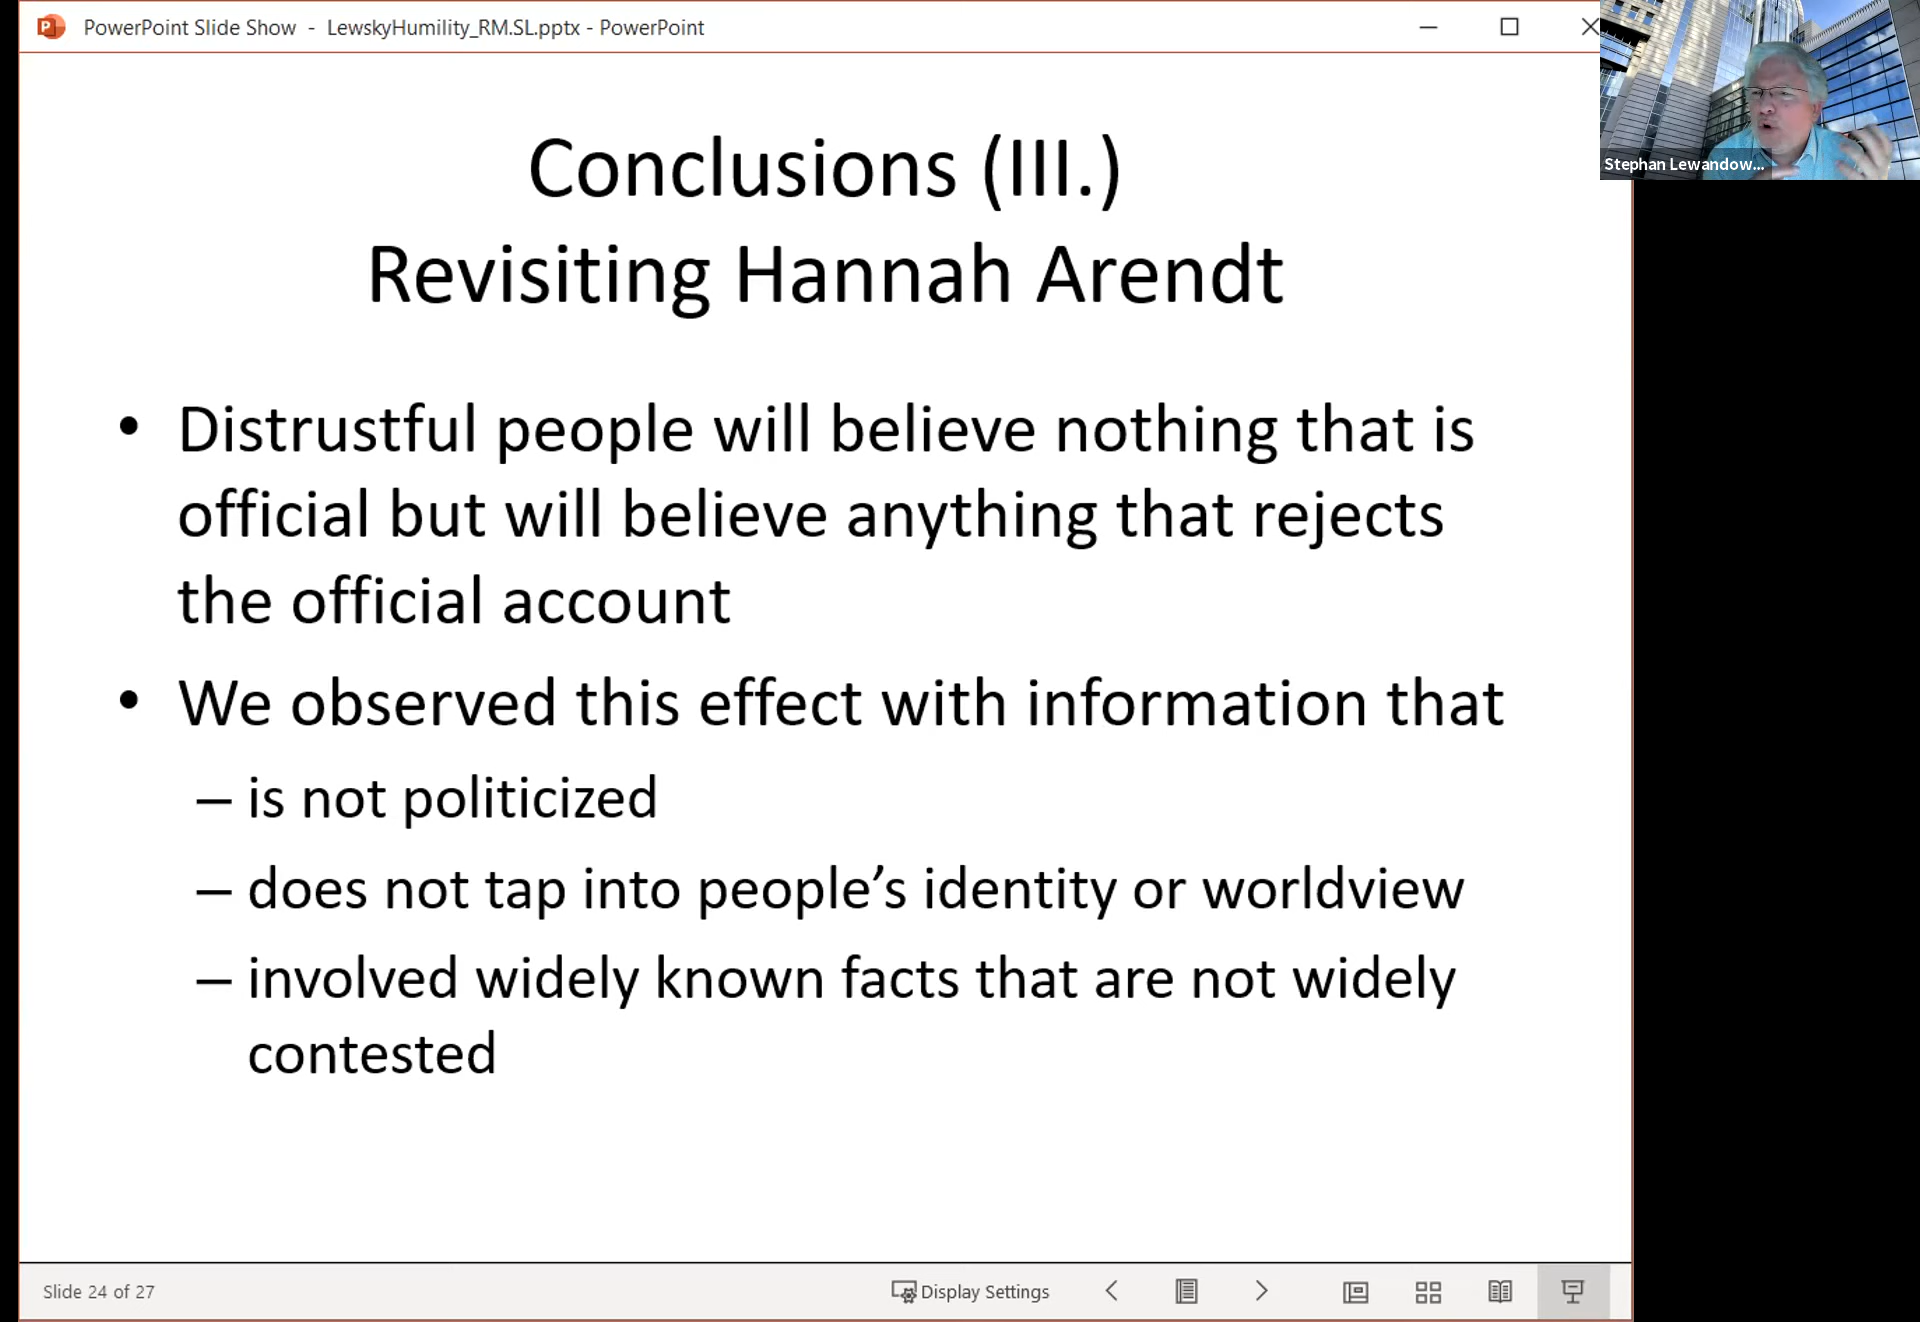 PowerPoint Slide Show - LewskyHumility_RM.SL.pptx - PowerPoint
Stephan Lewandow...
Conclusions (III.)
Revisiting Hannah Arendt
• Distrustful people will believe nothing that is
official but will believe anything that rejects
the official account
• We observed this effect with information that
– is not politicized
– does not tap into people’s identity or worldview
– involved widely known facts that are not widely
contested
Slide 24 of 27
Display Settings